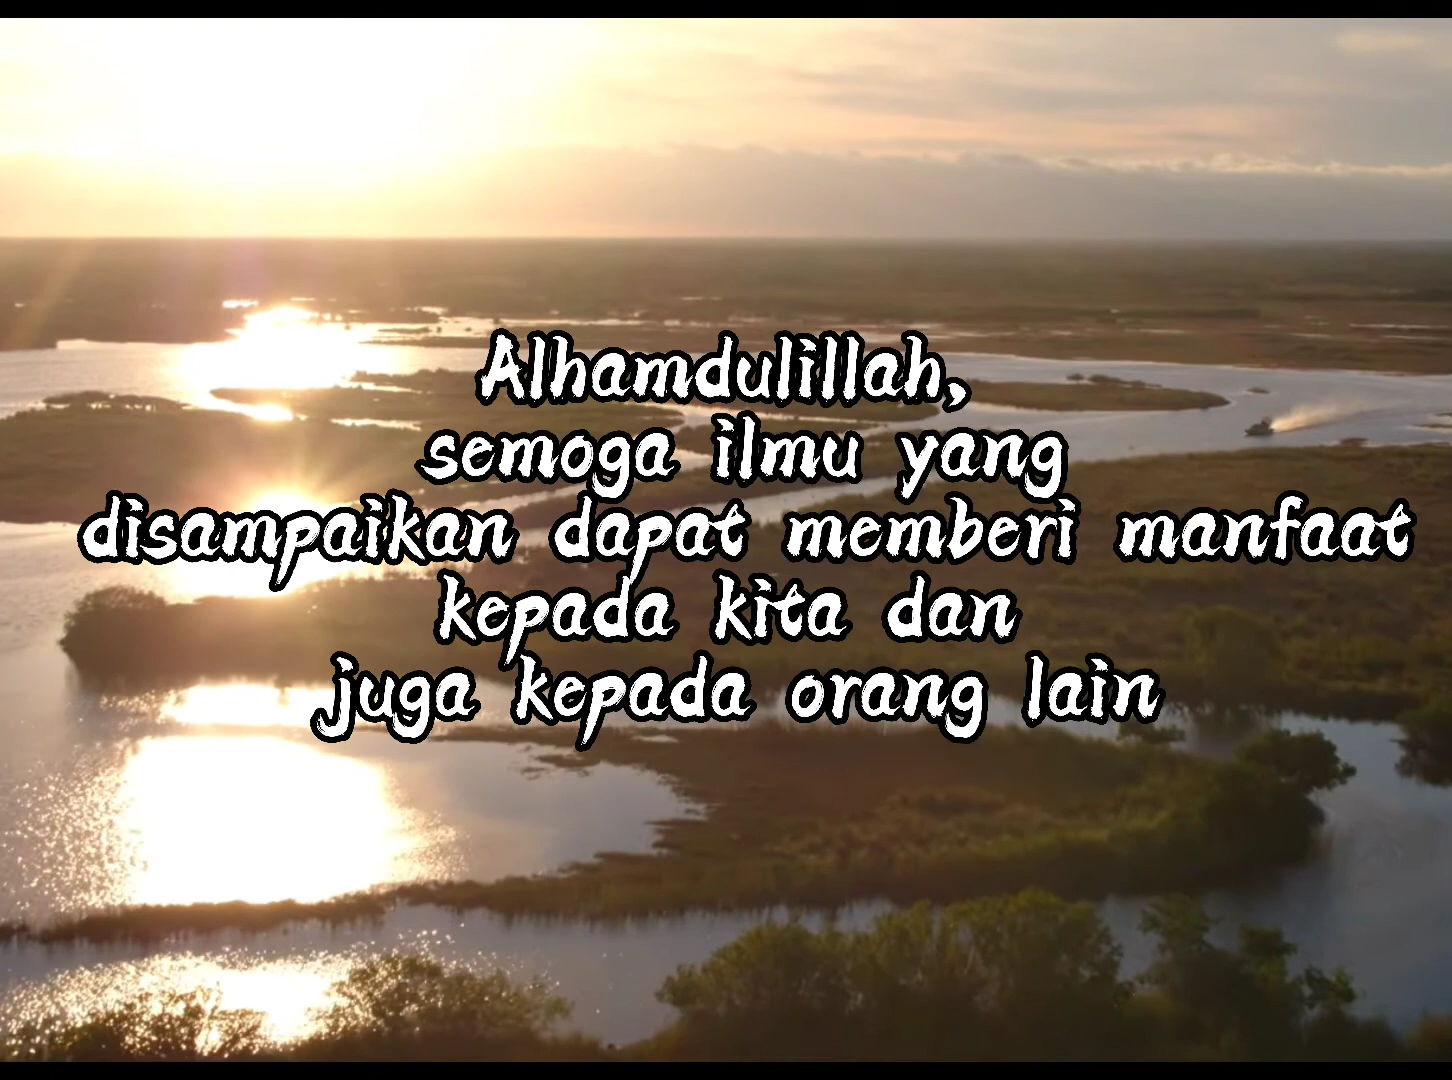 Alhamdulillah,
semoga ilmu yang
disampaikan dapat memberi manfaat
kepada kita dan
juga kepada orang lain